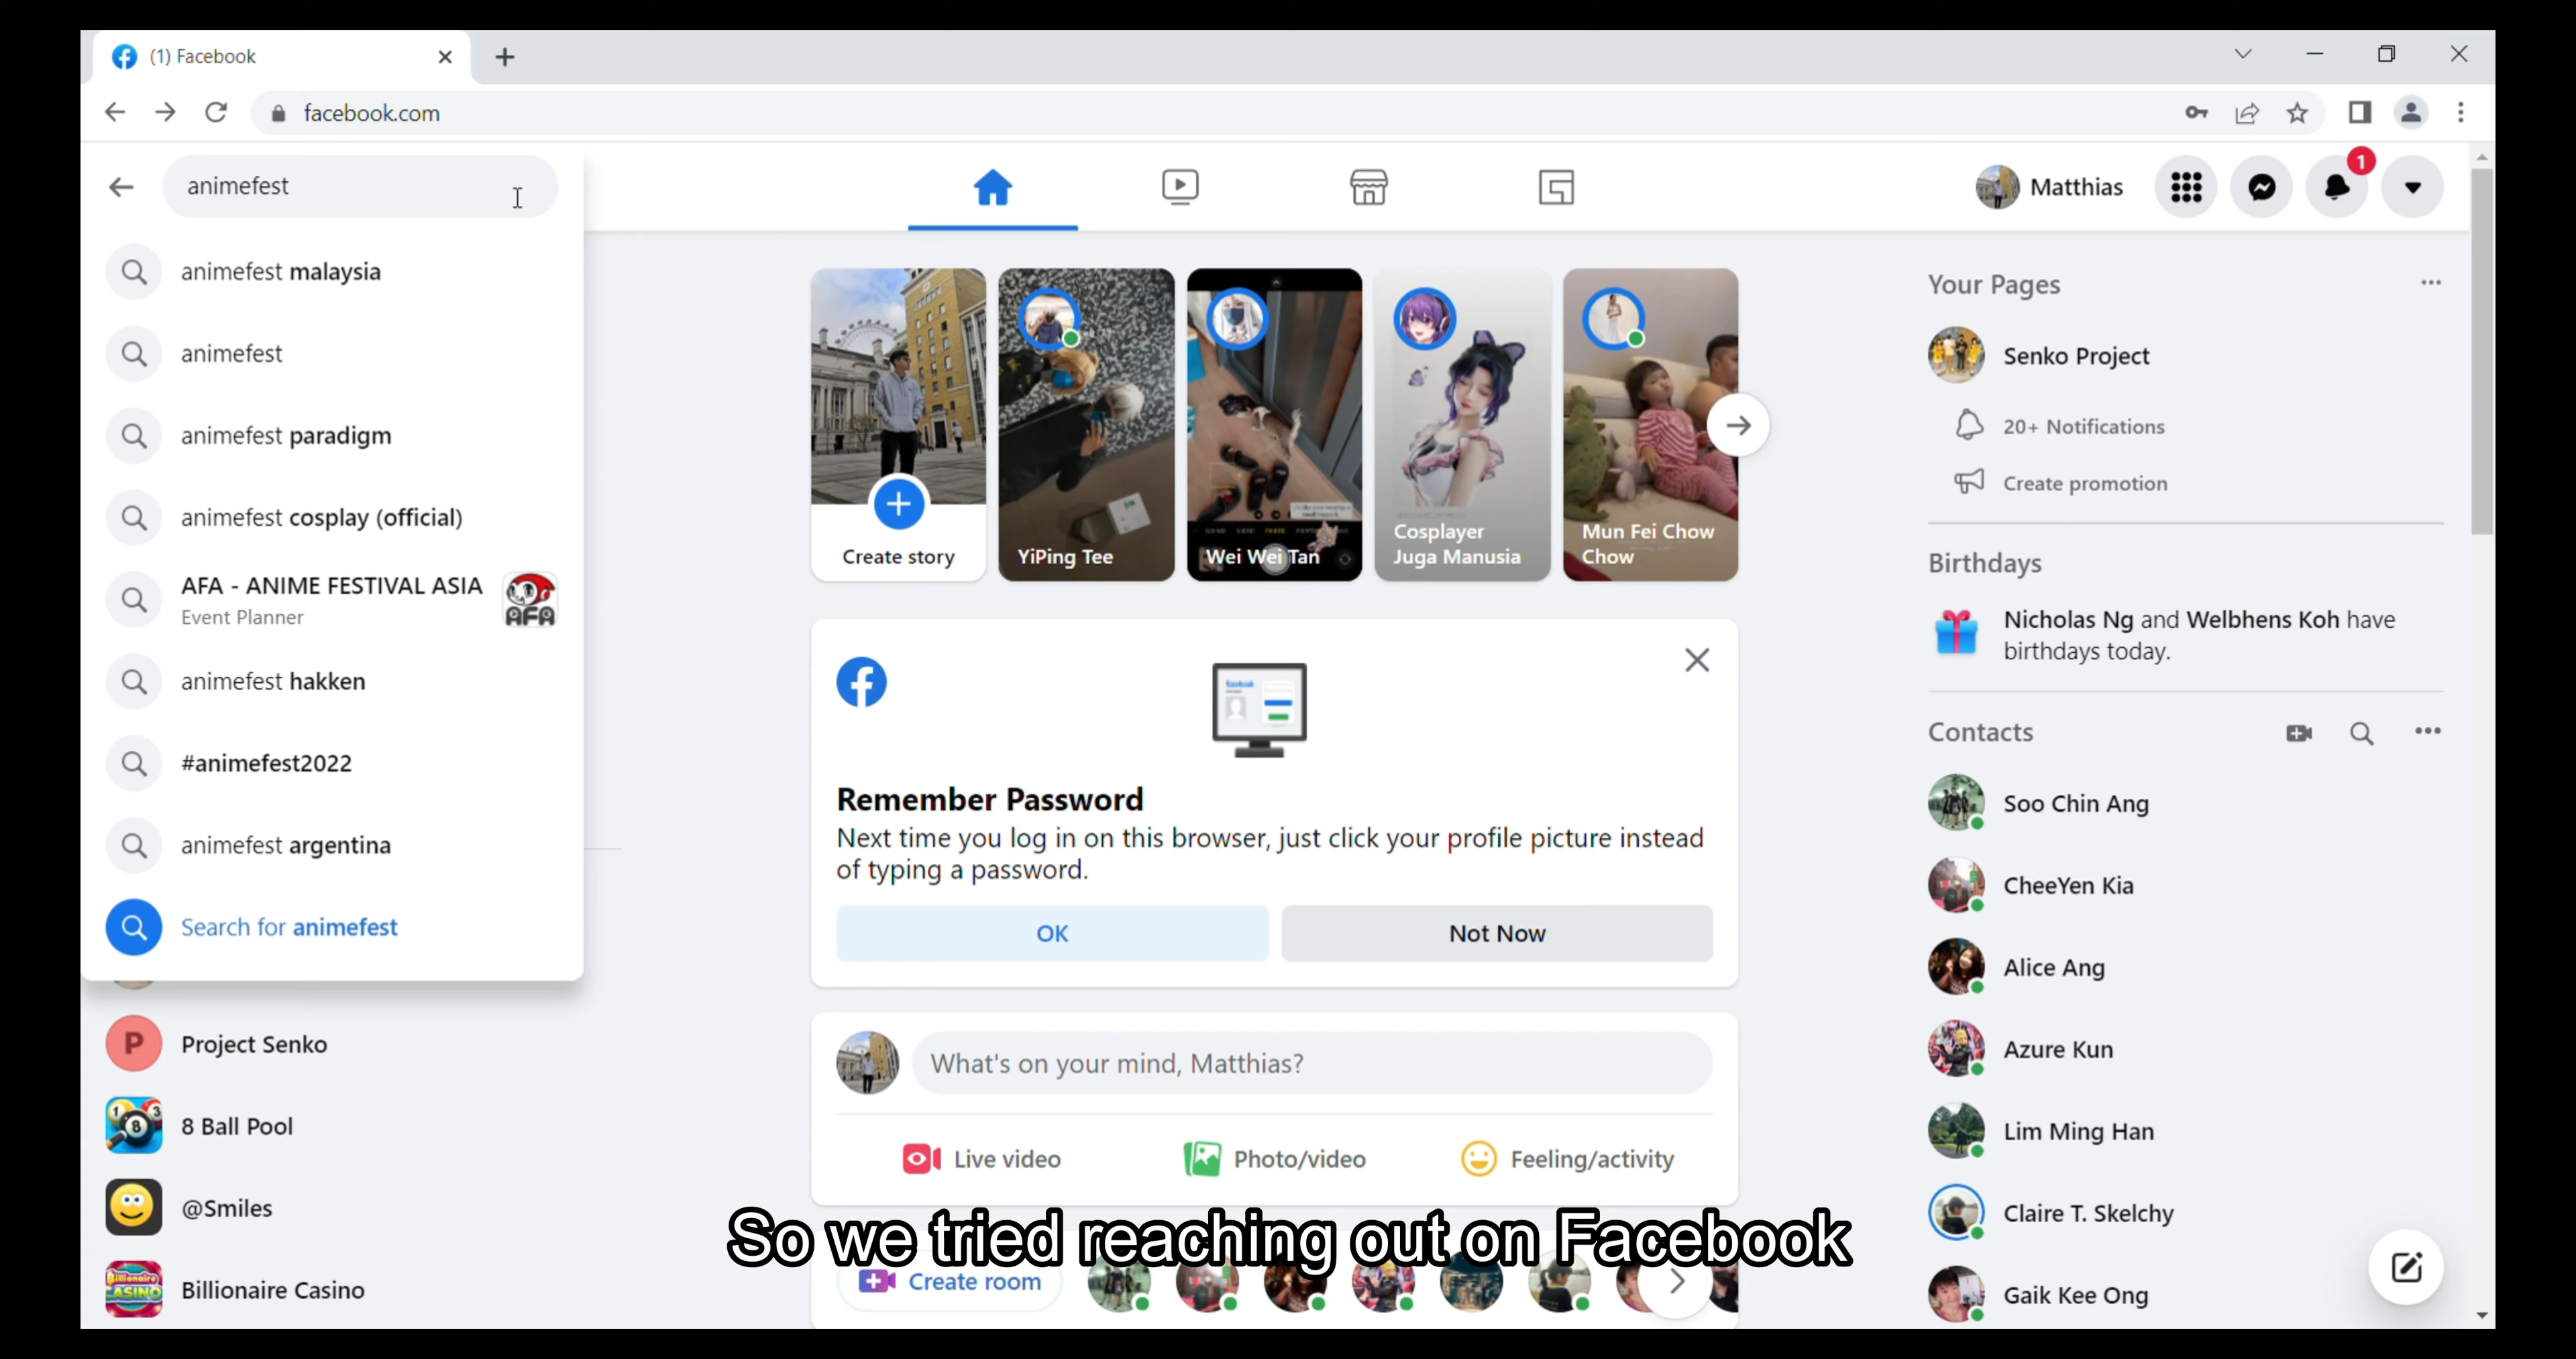 (1) Facebook
facebook.com
animefest
animefest malaysia
animefest
animefest paradigm
animefest cosplay (official)
AFA - ANIME FESTIVAL ASIA
Event Planner
AFA
animefest hakken
#animefest2022
animefest argentina
Search for animefest
Project Senko
8 Ball Pool
@Smiles
Billionaire Casino
Matthias
1
Create story
YiPing Tee
Wei Wei Tan
Cosplayer
Juga Manusia
Mun Fei Chow
Chow
Remember Password
Next time you log in on this browser, just click your profile picture instead
of typing a password.
OK
Not Now
What's on your mind, Matthias?
Live video
Photo/video
Feeling/activity
So we tried reaching out on Facebook
Create room
Your Pages
Senko Project
20+ Notifications
Create promotion
Birthdays
Nicholas Ng and Welbhens Koh have
birthdays today.
Contacts
Soo Chin Ang
CheeYen Kia
Alice Ang
Azure Kun
Lim Ming Han
Claire T. Skelchy
Gaik Kee Ong